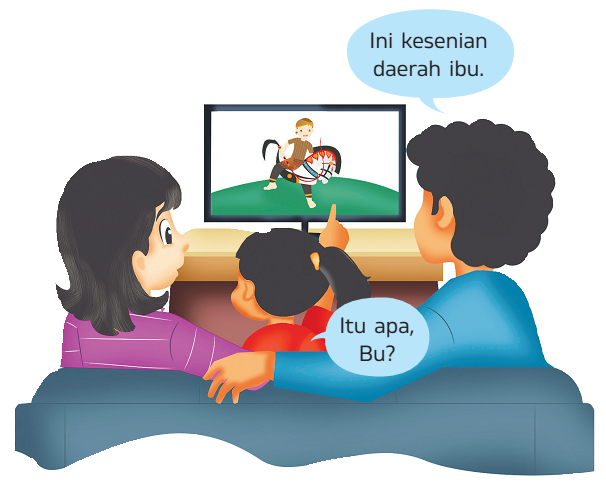 Ini kesenian
daerah ibu.
Itu apa,
Bu?